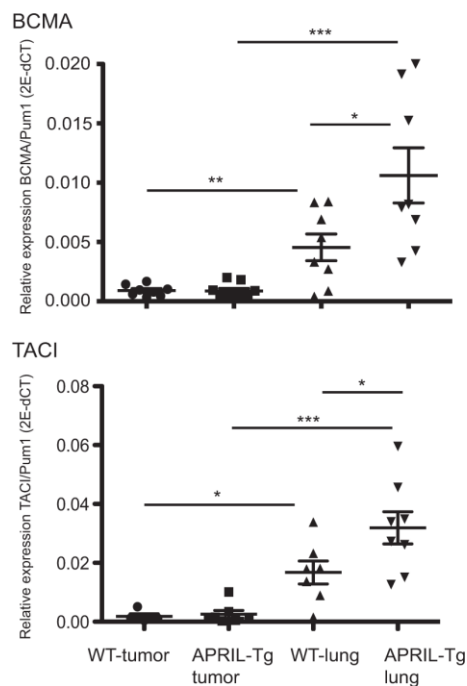 BCMA
Relative expression BCMA/Pum1 (2E-dCT)
0.020
0.015
0.010
0.005
0.000
***
*
**
TACI
Relative expression TACI/Pum1 (2E-dCT)
0.08
0.06
0.04
0.02
0.00
*
***
*
WT-tumor
APRIL-Tg
tumor
WT-lung
APRIL-Tg
lung